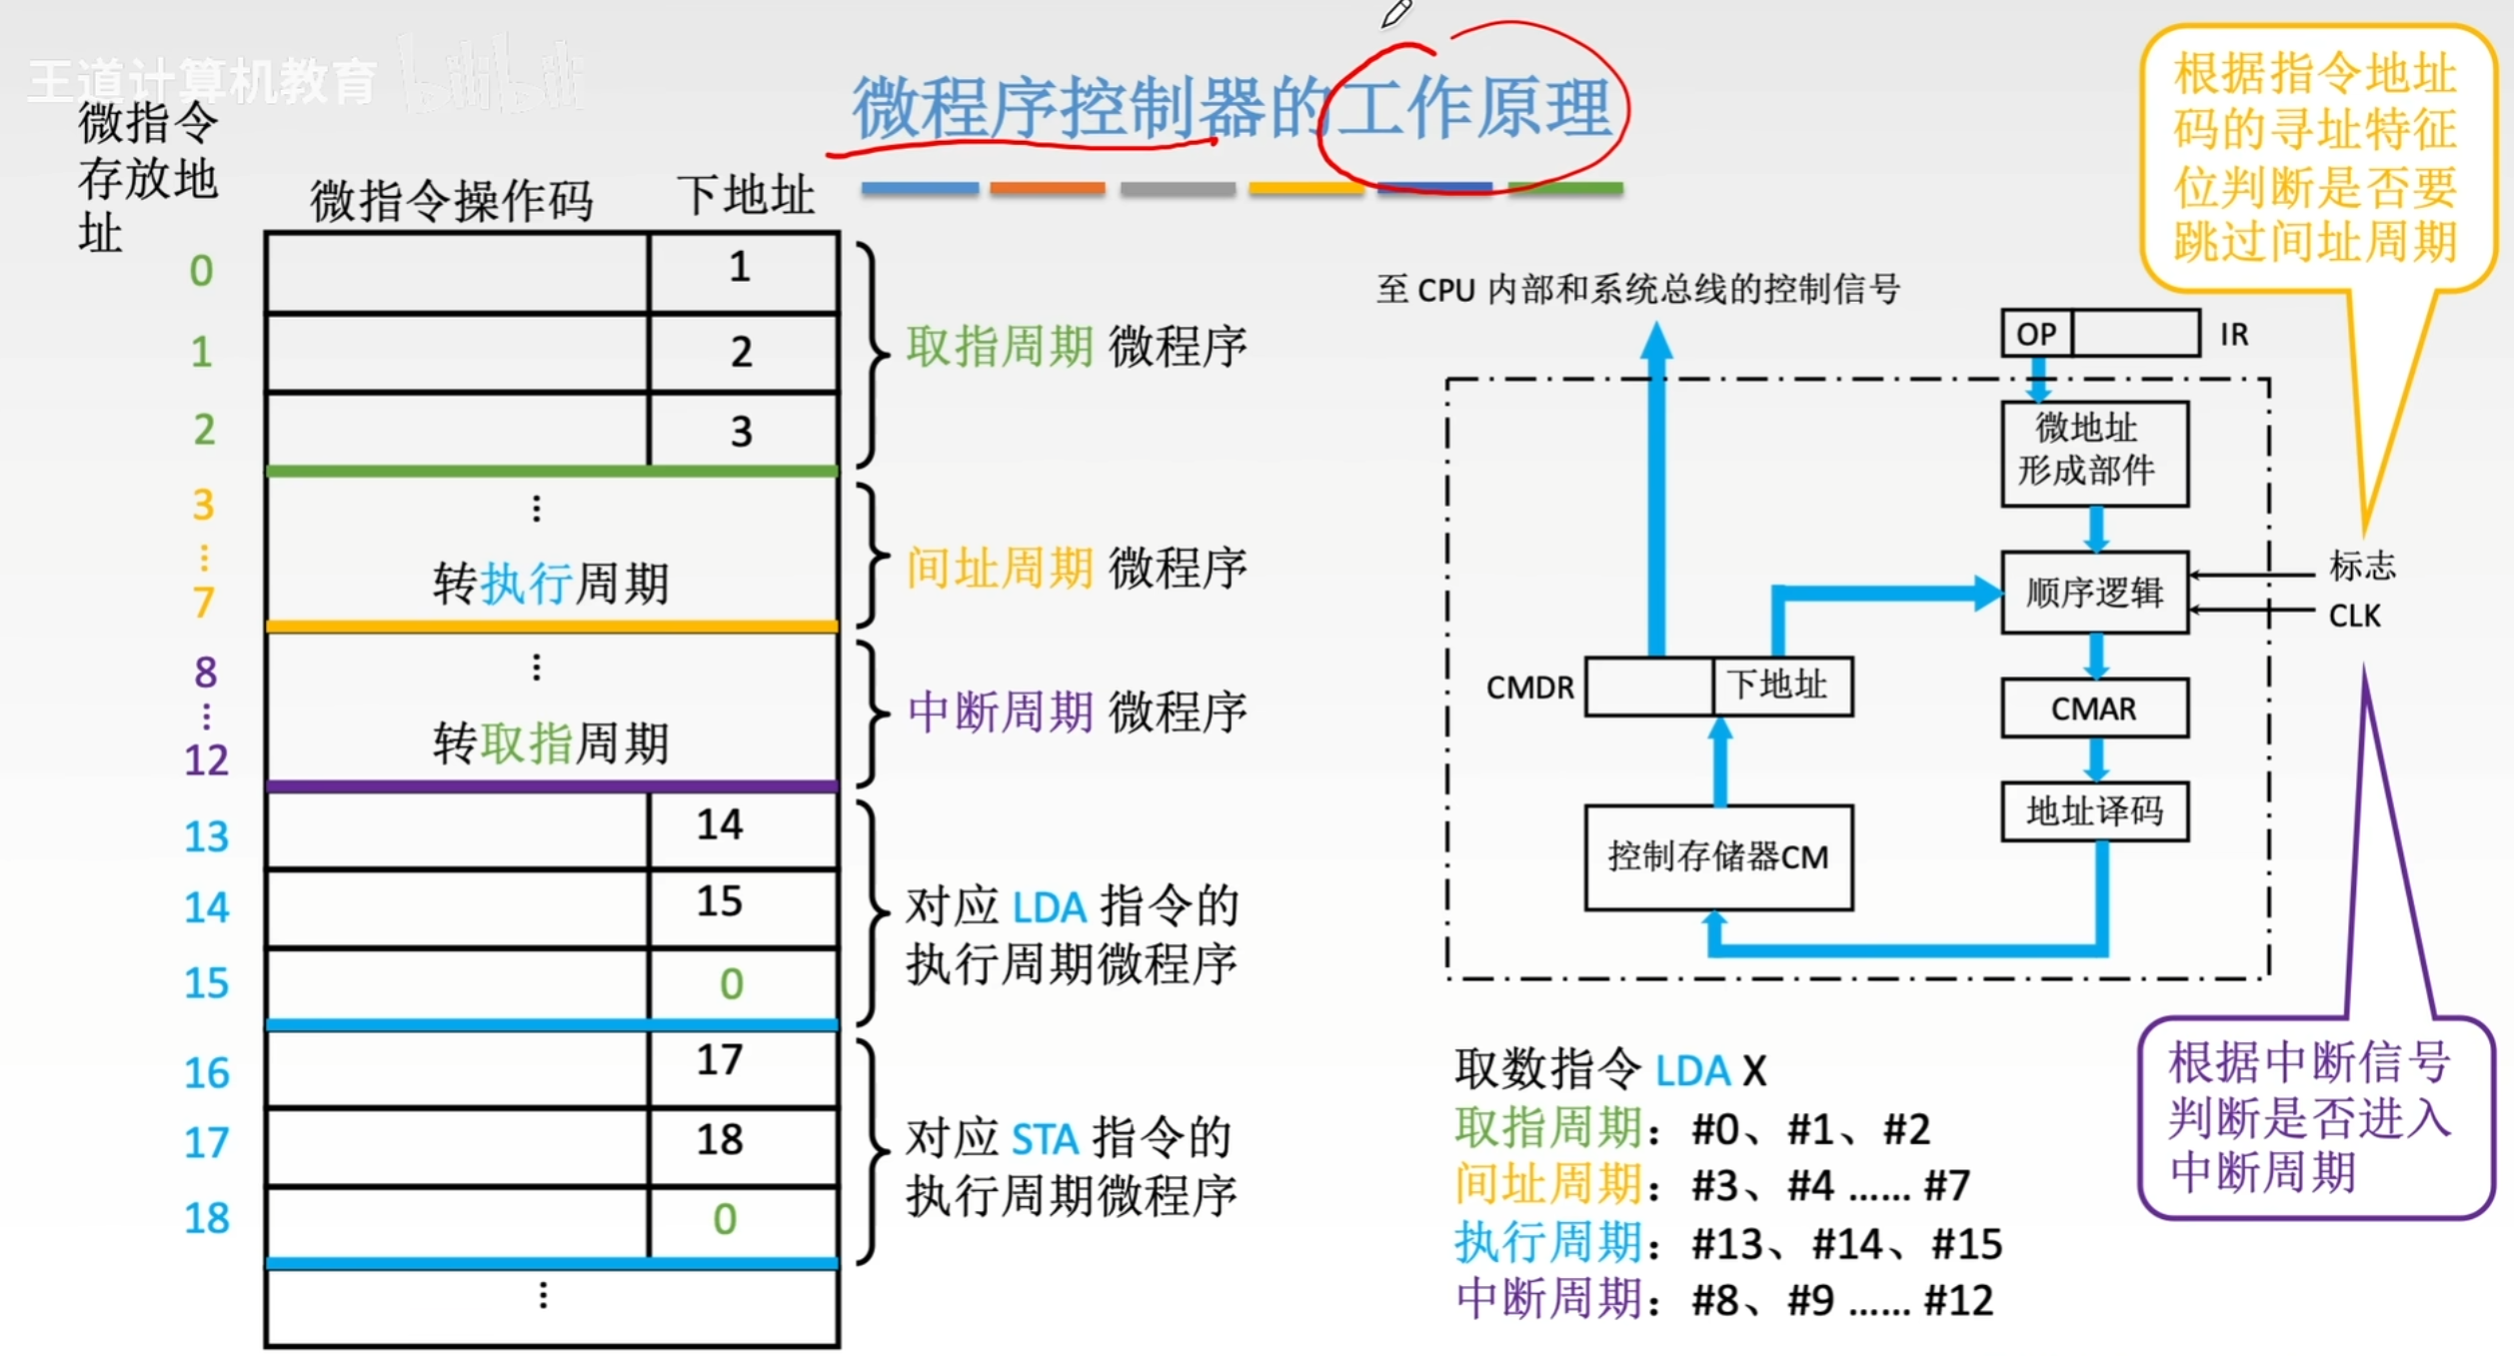 王道计算机教育 bilibili
微程序控制器的工作原理
微指令
存放地
址
微指令操作码 下地址
0 1
1 2
2 3
取指周期 微程序
3
⋮ ⋮
7 转执行周期
间址周期 微程序
8
⋮ ⋮
12 转取指周期
中断周期 微程序
13 14
14 15
15 0
对应 LDA 指令的
执行周期微程序
16 17
17 18
18 0
对应 STA 指令的
执行周期微程序
⋮
根据指令地址
码的寻址特征
位判断是否要
跳过间址周期
至 CPU 内部和系统总线的控制信号
OP IR
微地址
形成部件
顺序逻辑
标志
CLK
CMDR 下地址
CMAR
地址译码
控制存储器CM
取数指令 LDA X
取指周期：#0、#1、#2
间址周期：#3、#4 …… #7
执行周期：#13、#14、#15
中断周期：#8、#9 …… #12
根据中断信号
判断是否进入
中断周期